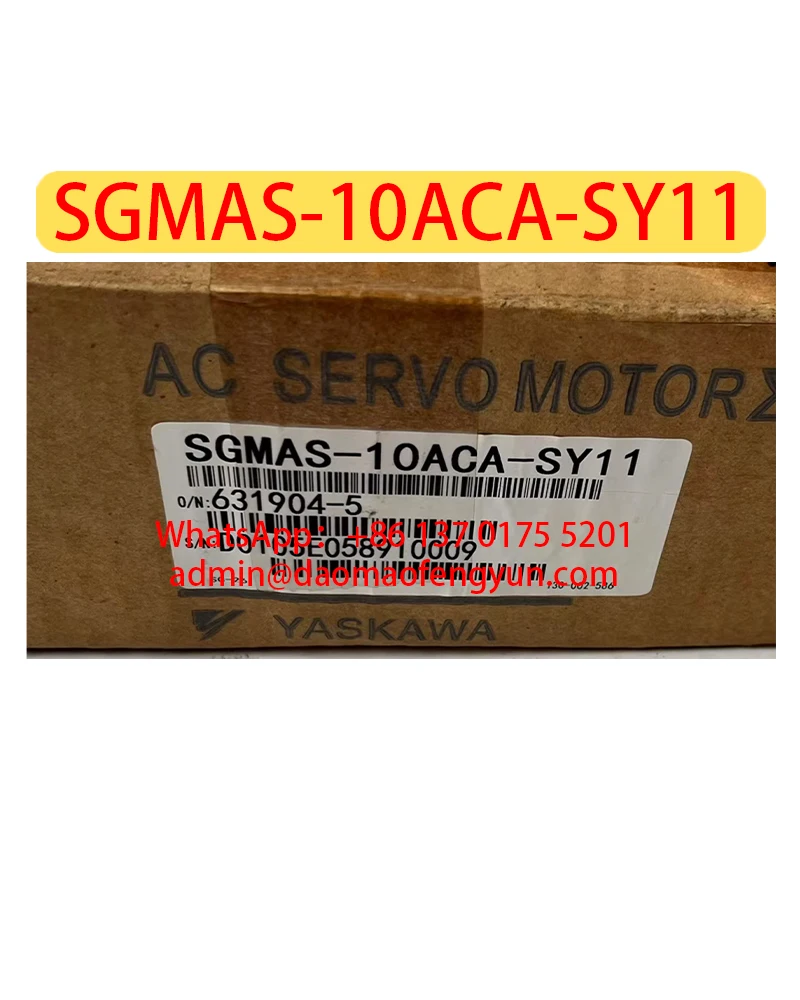 SGMAS-10ACA-SY11
AC SERVO MOTOR Σ
SGMAS-10ACA-SY11
O/N:631904-5
WhatsApp: +86 137 0175 5201
S/N:D0105E058910009
admin@daomaofengyun.com
YASKAWA